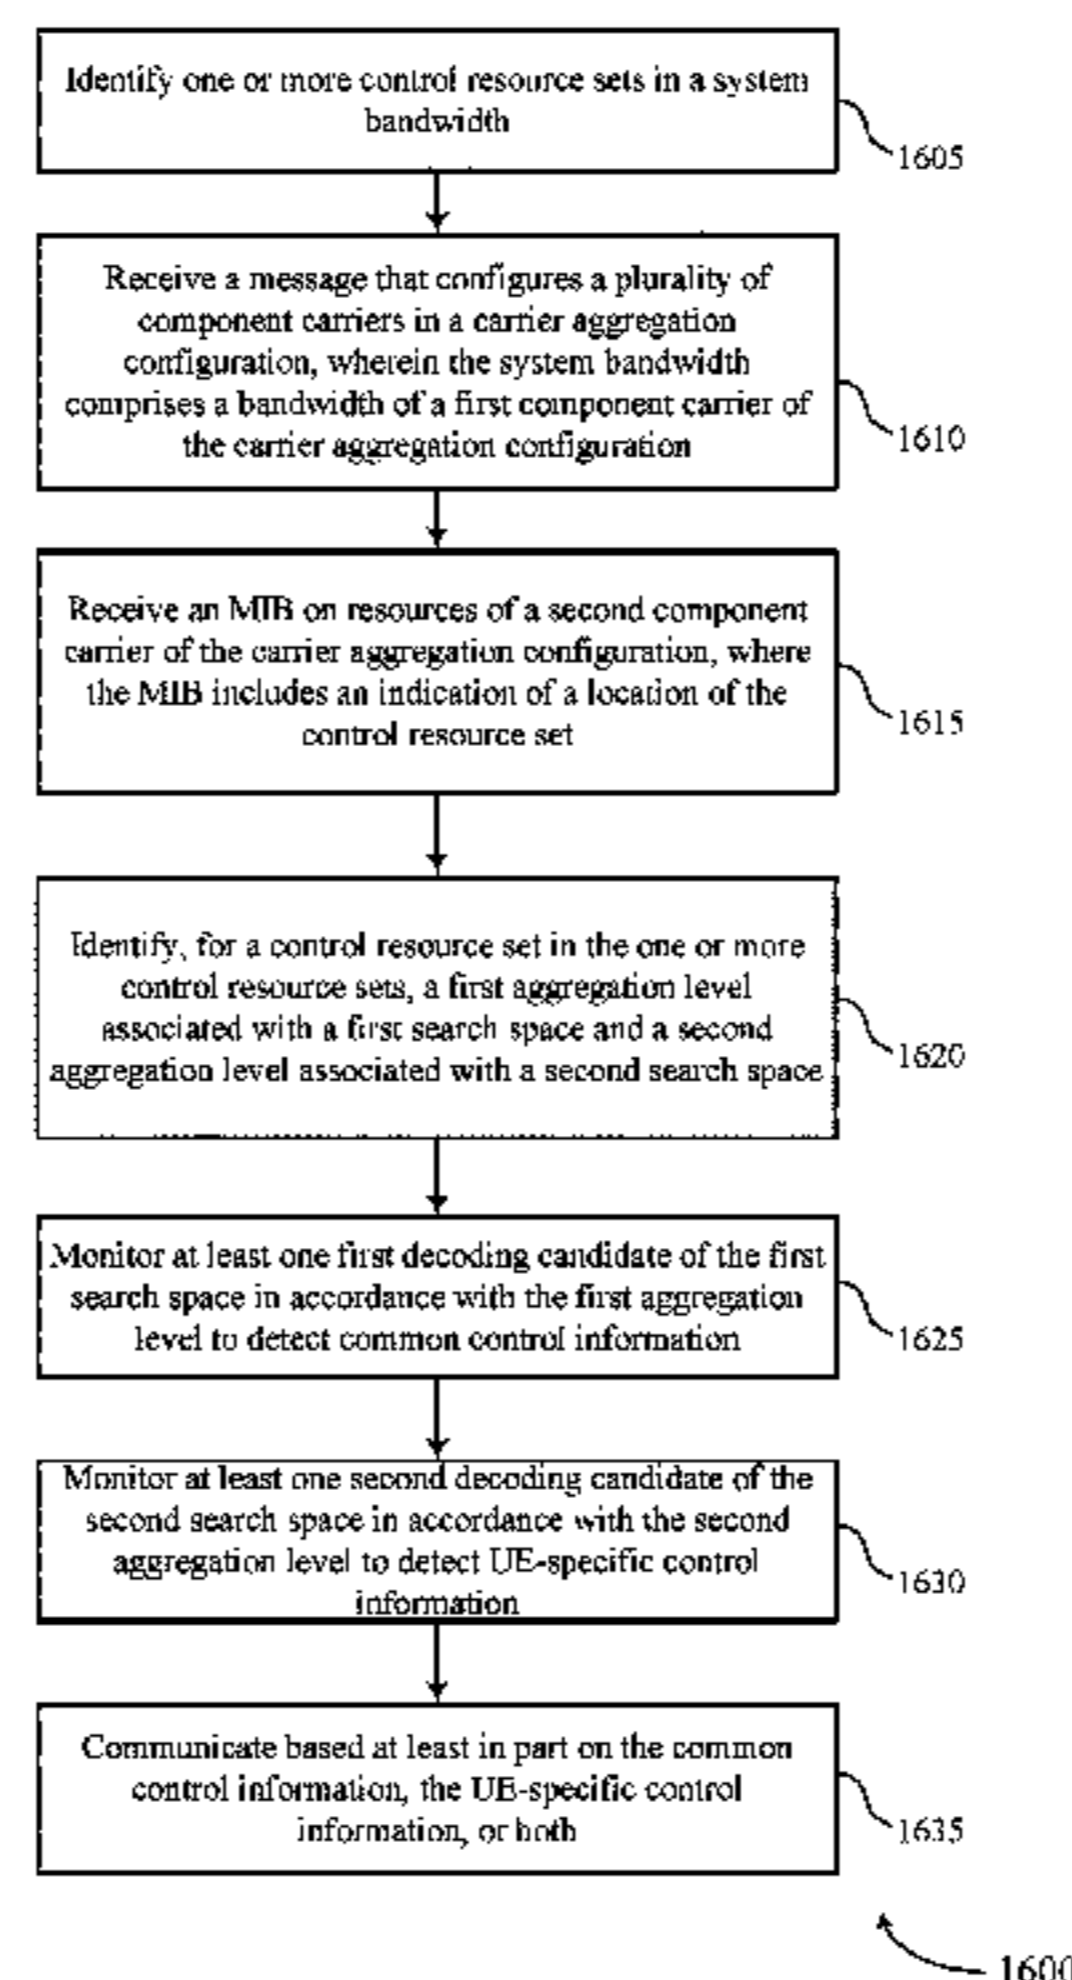 Identify one or more control resource sets in a system
bandwidth
1605
Receive a message that configures a plurality of
component carriers in a carrier aggregation
configuration, wherein the system bandwidth
comprises a bandwidth of a first component carrier of
the carrier aggregation configuration
1610
Receive an MIB on resources of a second component
carrier of the carrier aggregation configuration, where
the MIB includes an indication of a location of the
control resource set
1615
Identify, for a control resource set in the one or more
control resource sets, a first aggregation level
associated with a first search space and a second
aggregation level associated with a second search space
1620
Monitor at least one first decoding candidate of the first
search space in accordance with the first aggregation
level to detect common control information
1625
Monitor at least one second decoding candidate of the
second search space in accordance with the second
aggregation level to detect UE-specific control
information
1630
Communicate based at least in part on the common
control information, the UE-specific control
information, or both
1635
1600